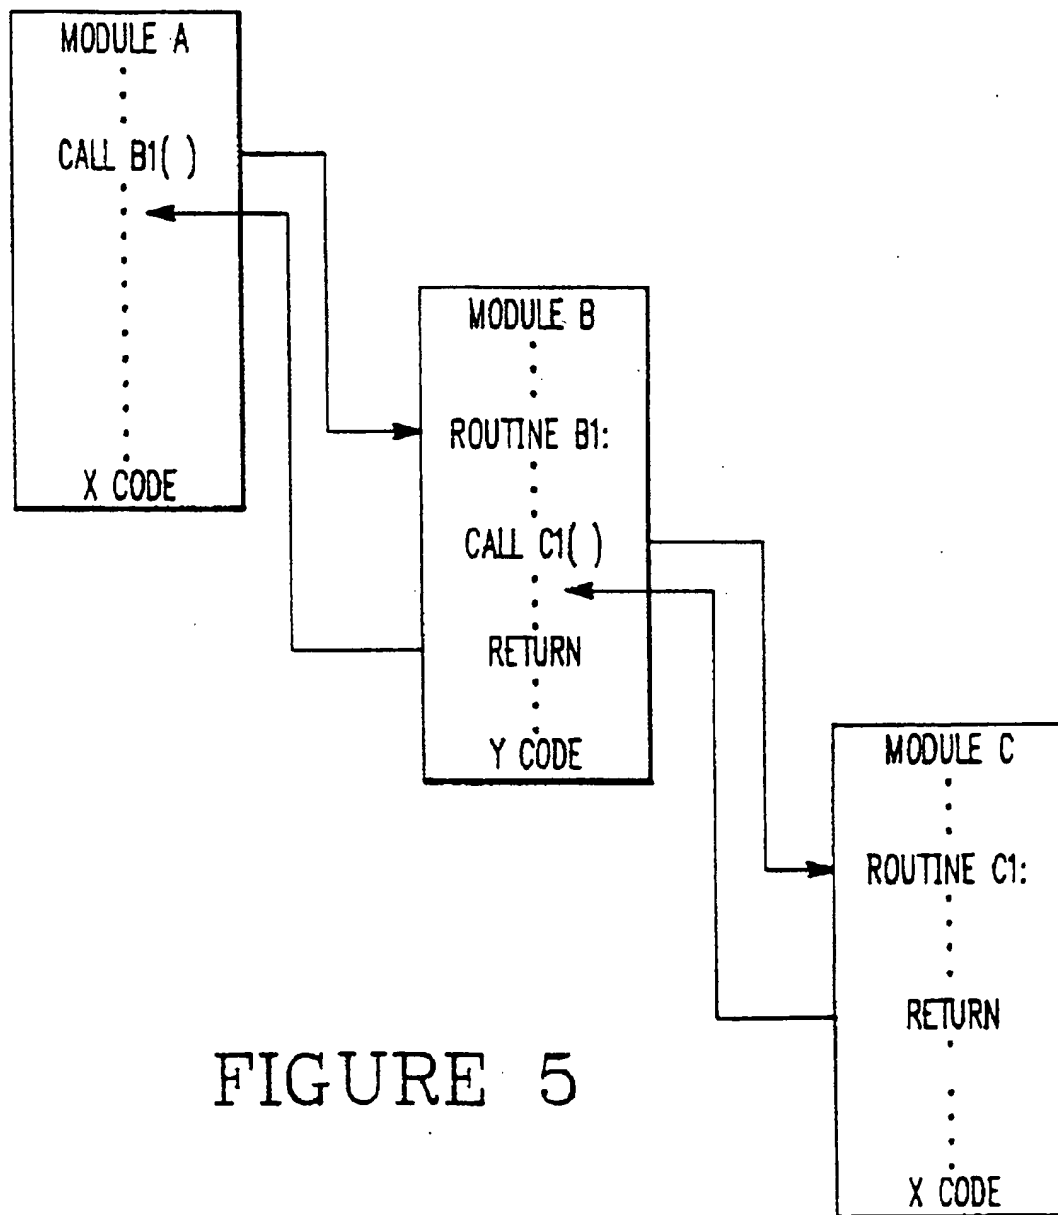 MODULE A
CALL B1( )
X CODE
MODULE B
ROUTINE B1:
CALL C1( )
RETURN
Y CODE
MODULE C
ROUTINE C1:
RETURN
X CODE
FIGURE 5